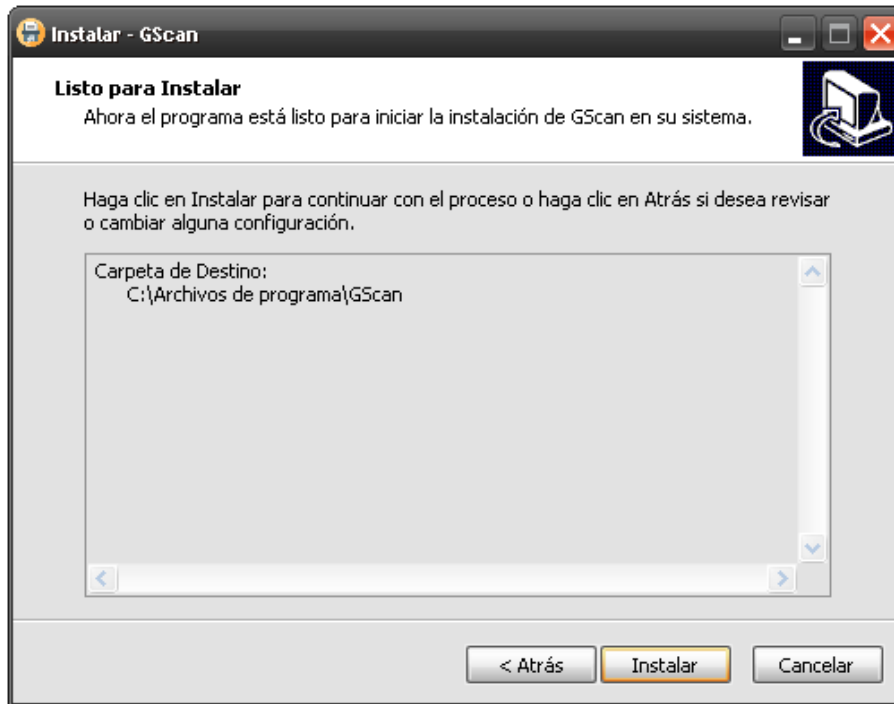 Instalar - GScan
Listo para Instalar
Ahora el programa está listo para iniciar la instalación de GScan en su sistema.
Haga clic en Instalar para continuar con el proceso o haga clic en Atrás si desea revisar
o cambiar alguna configuración.
Carpeta de Destino:
C:\Archivos de programa\GScan
< Atrás
Instalar
Cancelar